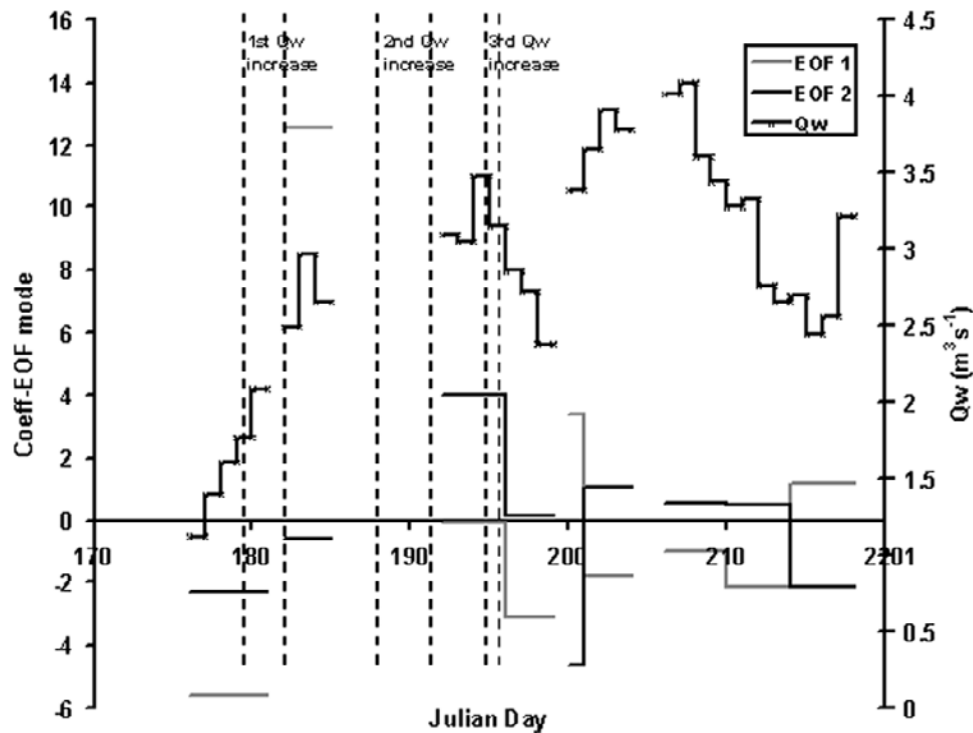 16
14
12
10
8
6
4
2
0
-2
-4
-6
Coeff-EOF mode
1st Qw
increase
2nd Qw
increase
3rd Qw
increase
EOF 1
EOF 2
Qw
4.5
4
3.5
3
2.5
2
1.5
1
0.5
0
Qw (m³ s⁻¹)
170
180
190
200
210
220
Julian Day